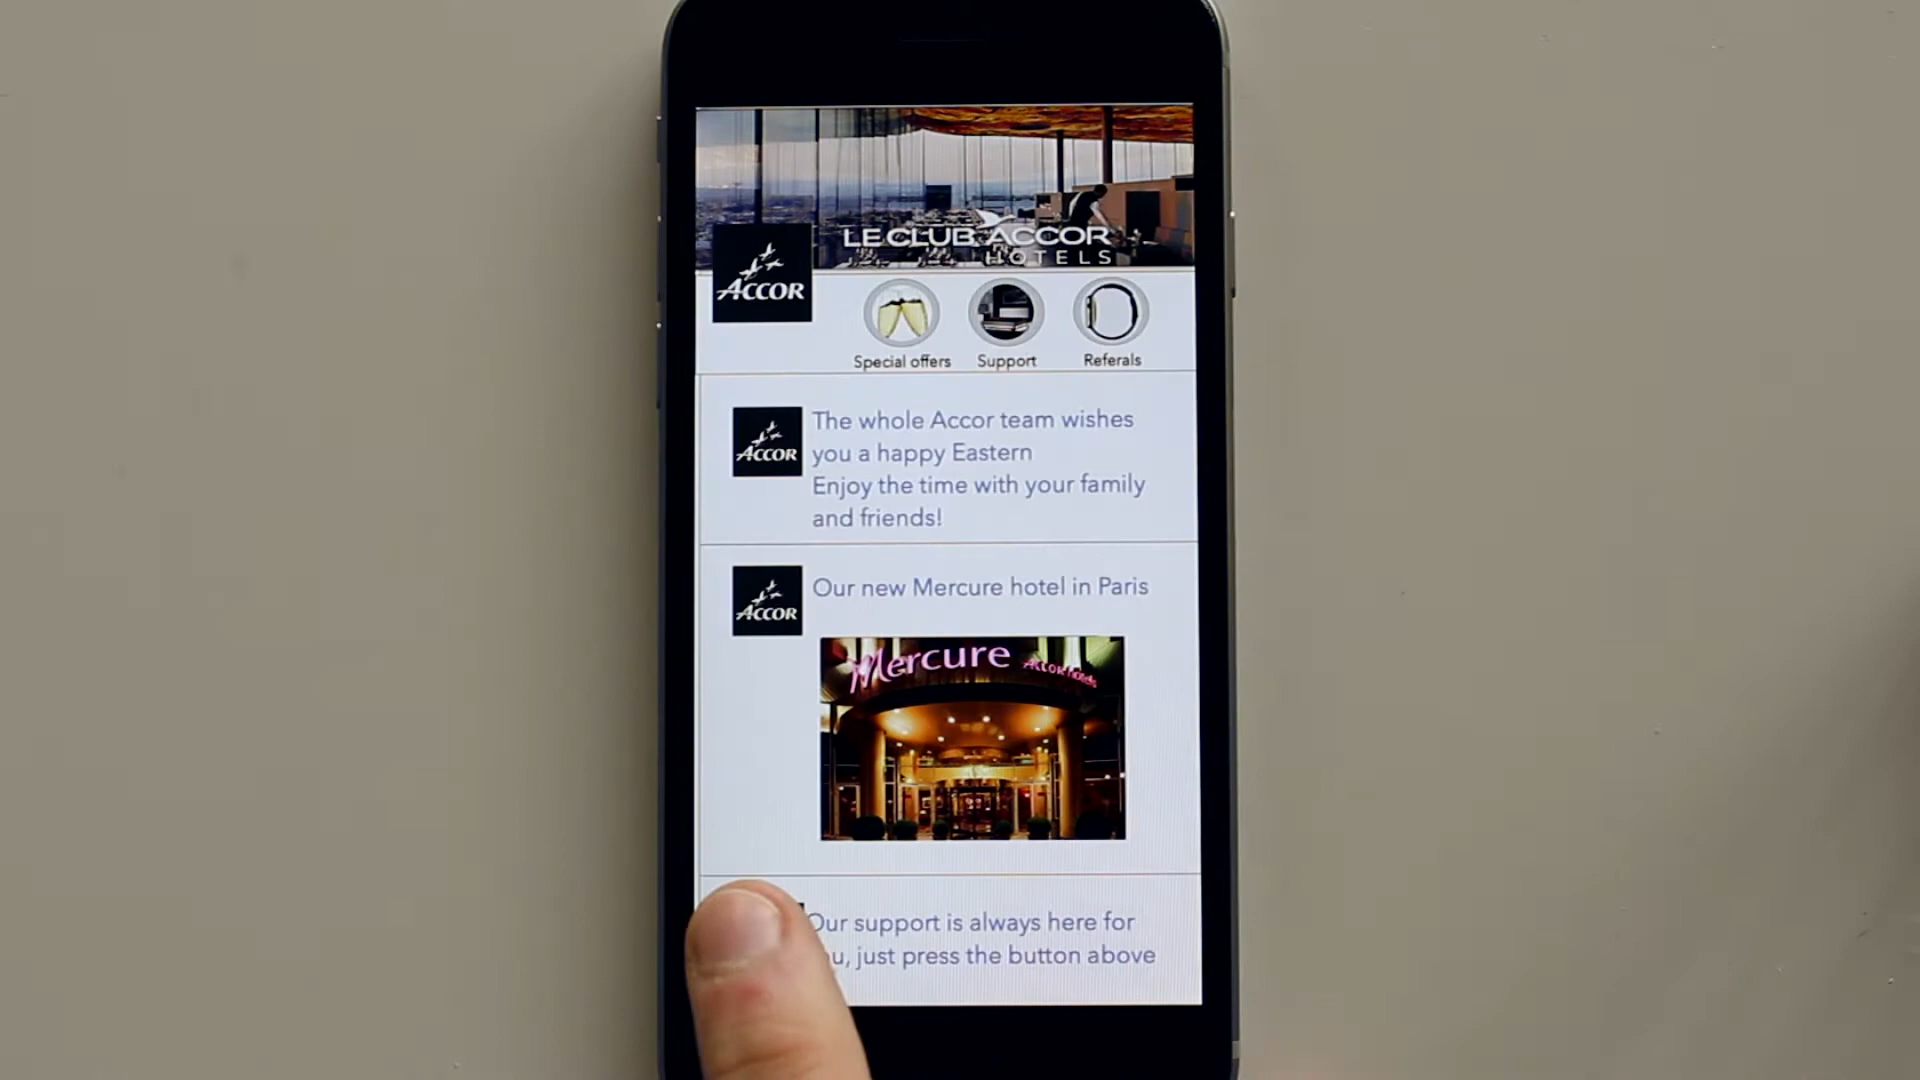 LE CLUB ACCOR
HOTELS
ACCOR
Special offers
Support
Referals
ACCOR
The whole Accor team wishes
you a happy Eastern
Enjoy the time with your family
and friends!
ACCOR
Our new Mercure hotel in Paris
Mercure
Accorhotels
Our support is always here for
just press the button above